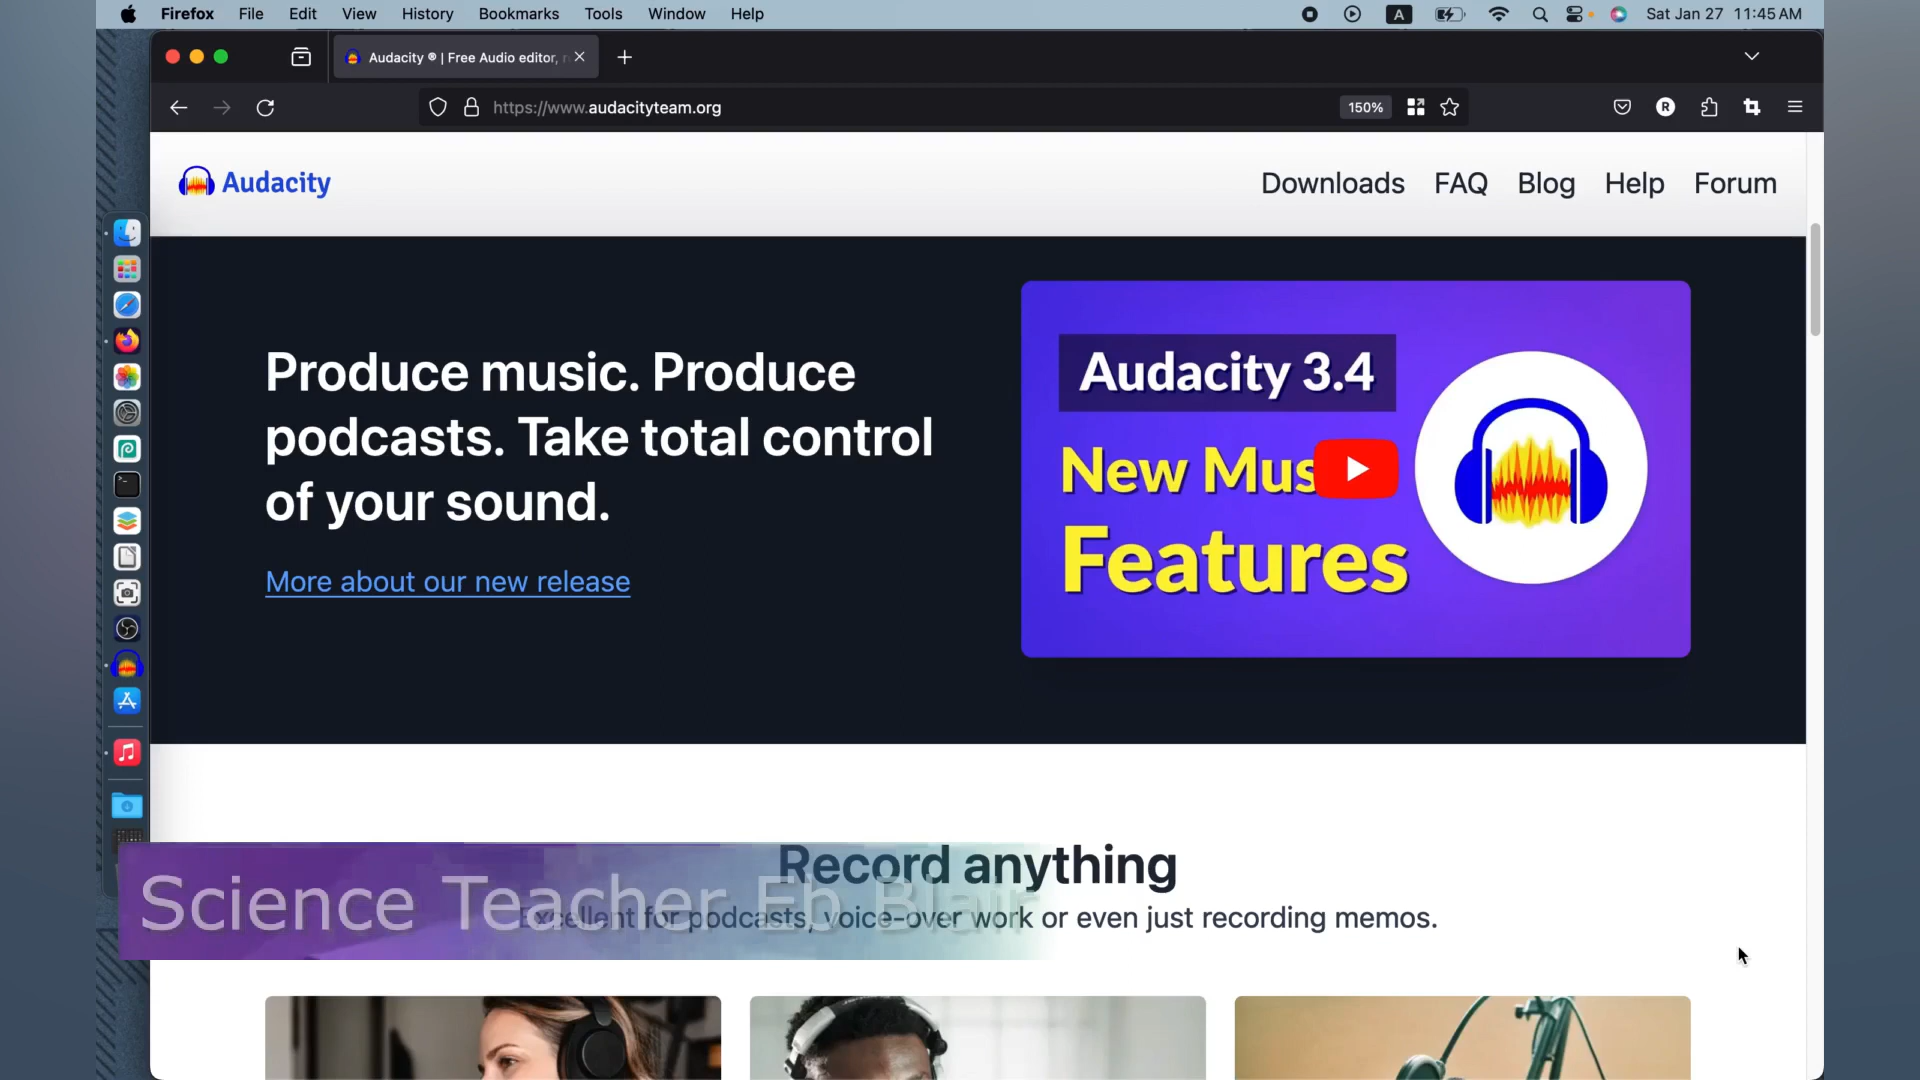 Firefox File Edit View History Bookmarks Tools Window Help A Sat Jan 27 11:45 AM
Audacity ® | Free Audio editor, r
https://www.audacityteam.org 150% R
Audacity Downloads FAQ Blog Help Forum
Produce music. Produce
podcasts. Take total control
of your sound.
More about our new release
Audacity 3.4
New Mus
Features
Record anything
Excellent for podcasts, voice-over work or even just recording memos.
Science Teacher Eb Blair